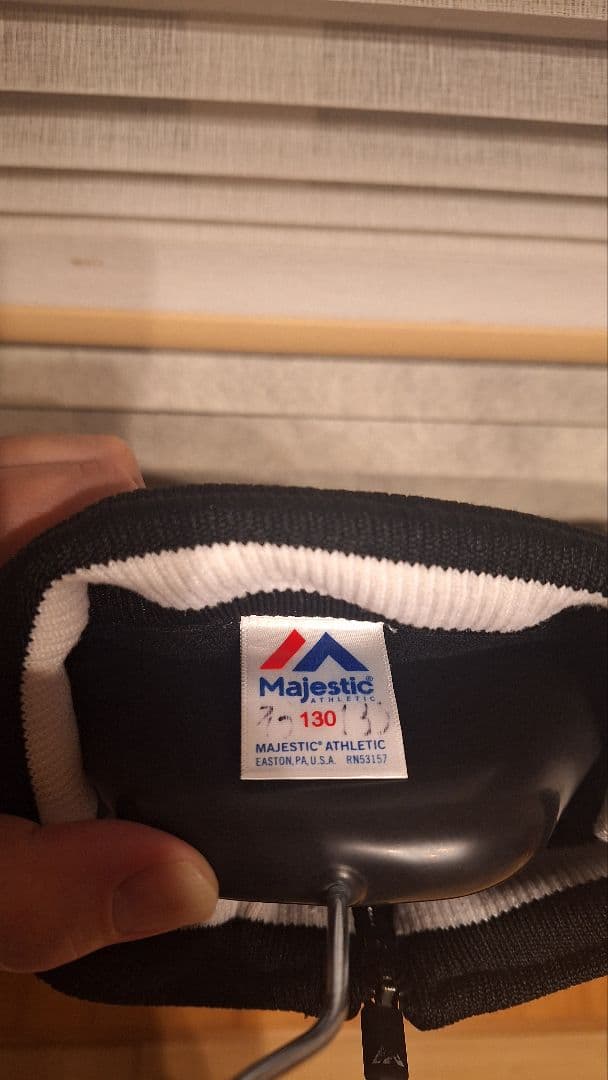 Majestic®
ATHLETIC
130
MAJESTIC® ATHLETIC
EASTON, PA, U.S.A. RN53157